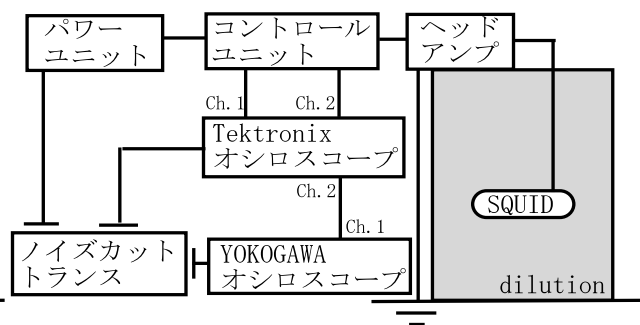 パワー
ユニット
コントロール
ユニット
ヘッド
アンプ
Ch.1
Ch.2
Tektronix
オシロスコープ
Ch.2
Ch.1
SQUID
ノイズカット
トランス
YOKOGAWA
オシロスコープ
dilution